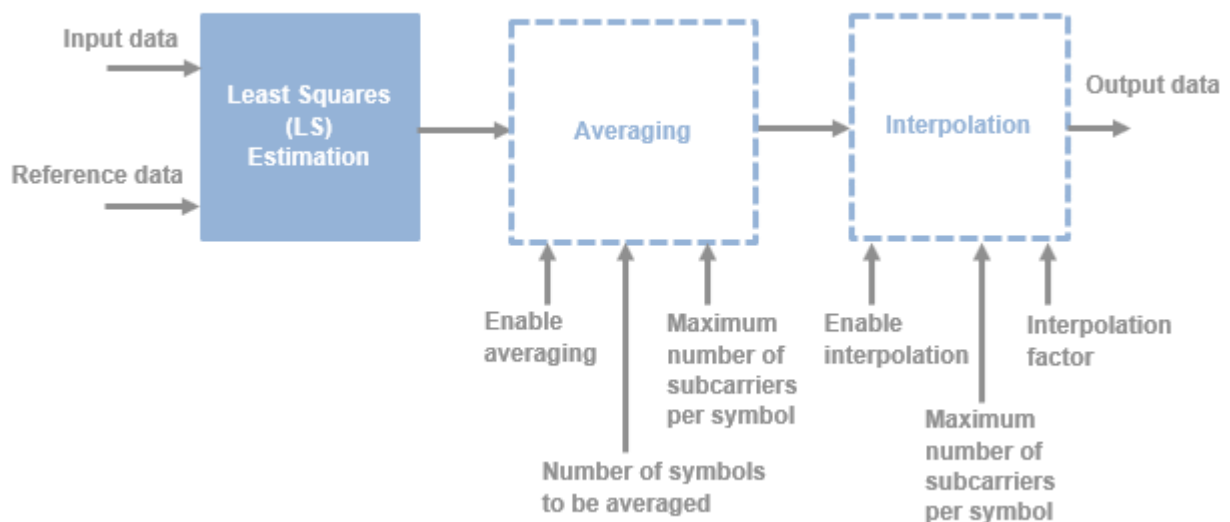 Input data
Reference data
Least Squares
(LS)
Estimation
Averaging
Interpolation
Output data
Enable
averaging
Number of symbols
to be averaged
Maximum
number of
subcarriers
per symbol
Enable
interpolation
Maximum
number of
subcarriers
per symbol
Interpolation
factor